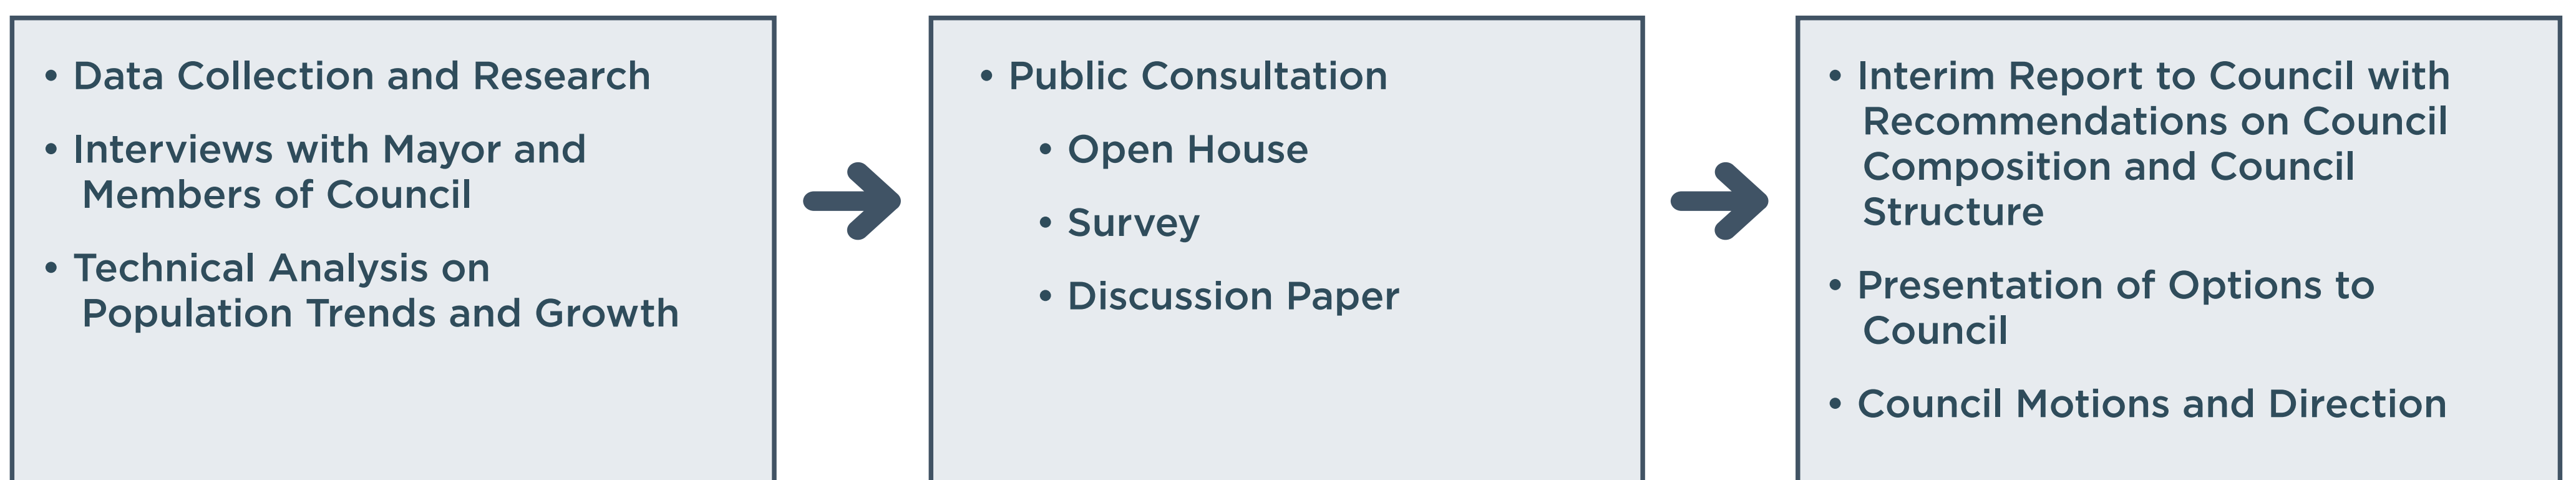 • Data Collection and Research
• Interviews with Mayor and
Members of Council
• Technical Analysis on
Population Trends and Growth
• Public Consultation
• Open House
• Survey
• Discussion Paper
• Interim Report to Council with
Recommendations on Council
Composition and Council
Structure
• Presentation of Options to
Council
• Council Motions and Direction